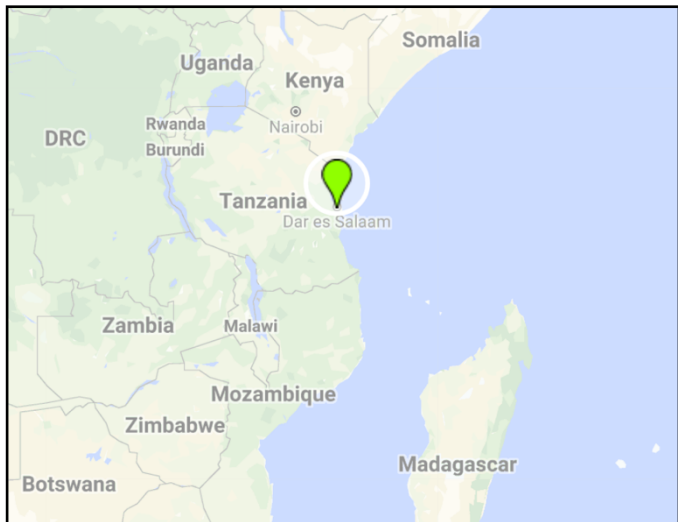 Somalia
Uganda
Kenya
Nairobi
Rwanda
DRC
Burundi
Tanzania
Dar es Salaam
Zambia
Malawi
Mozambique
Zimbabwe
Madagascar
Botswana